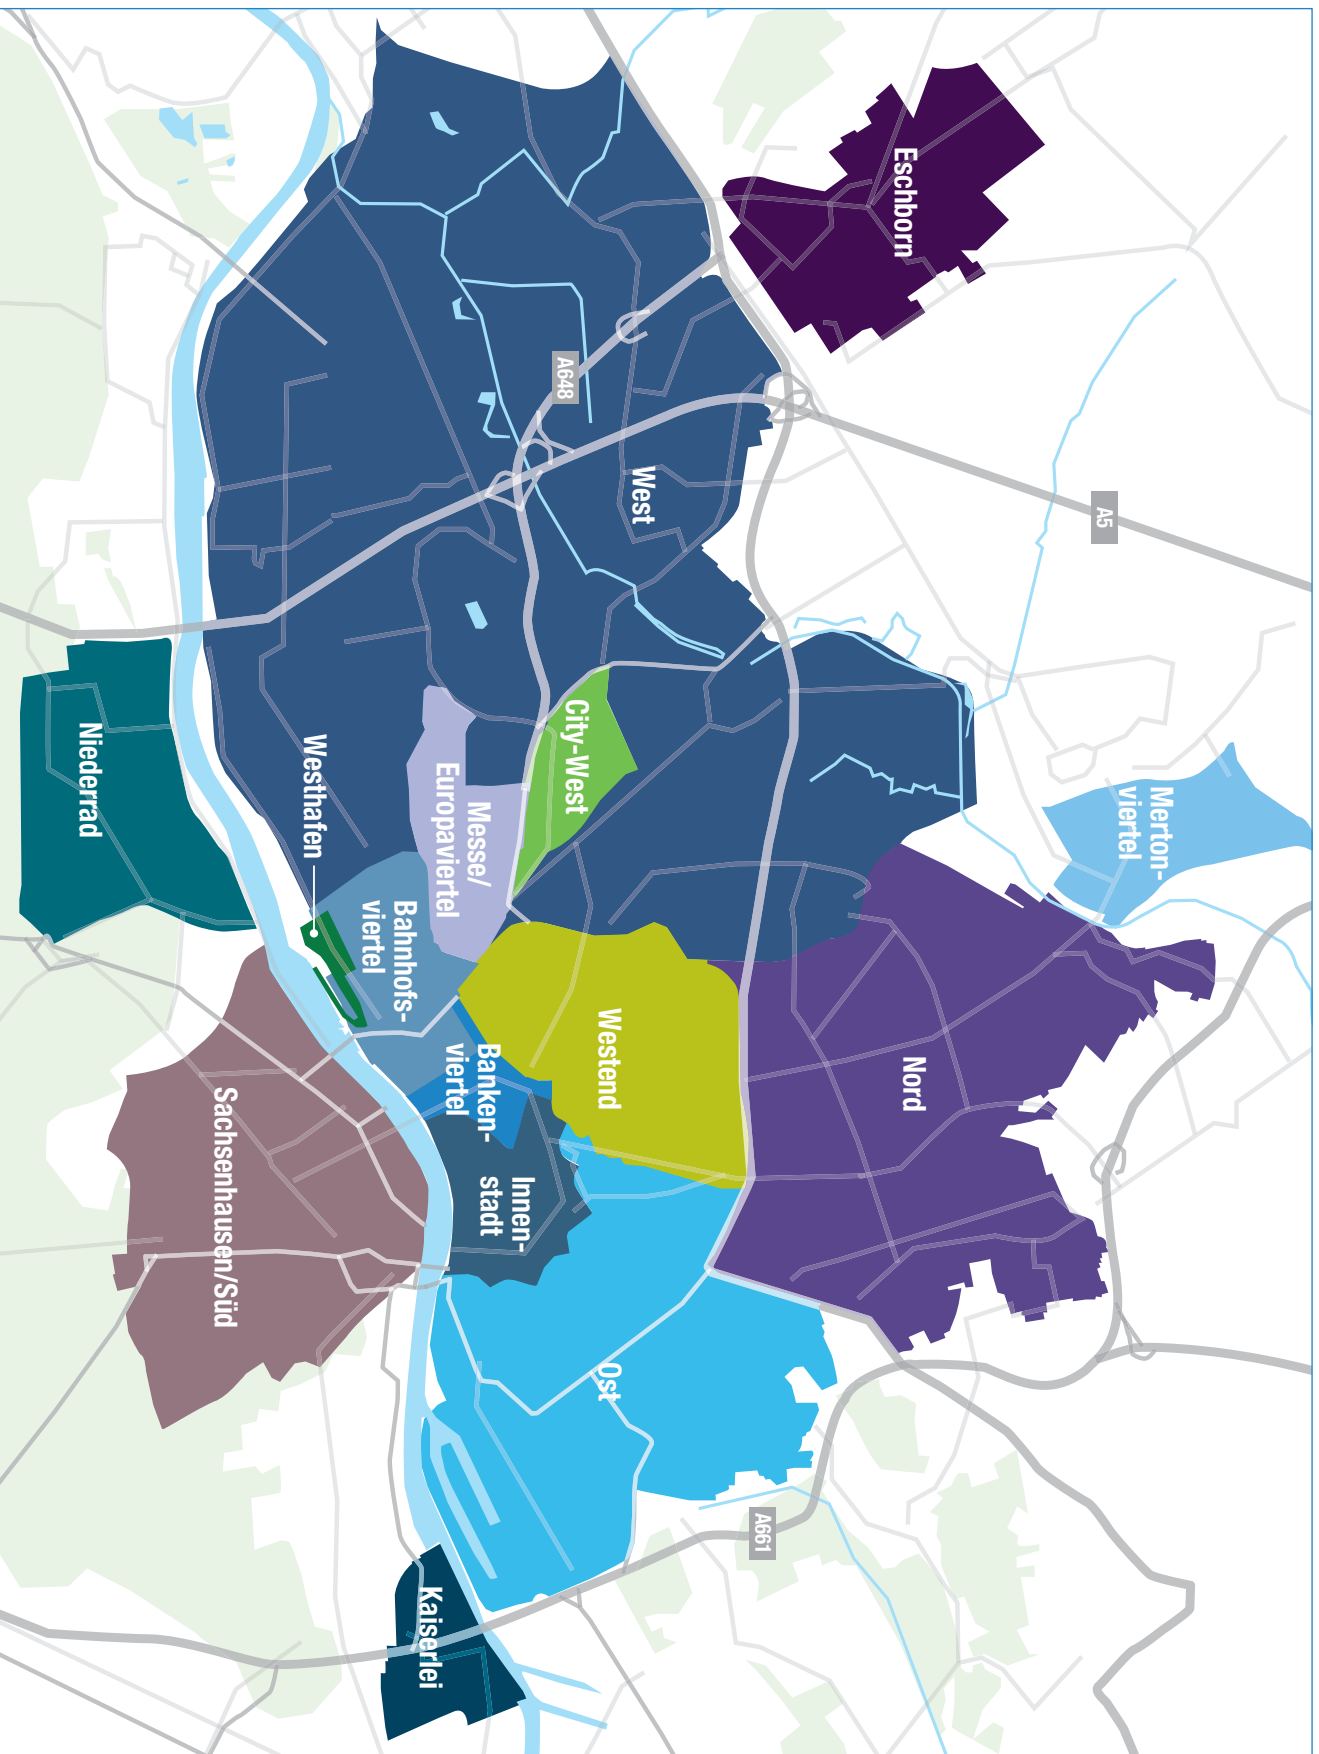 Eschborn
A648
West
A5
City-West
Merton-
viertel
Niederrad
Westhafen
Messe/
Europaviertel
Bahnhofs-
viertel
Westend
Nord
Banken-
viertel
Innen-
stadt
Sachsenhausen/Süd
Ost
A661
Kaiserlei